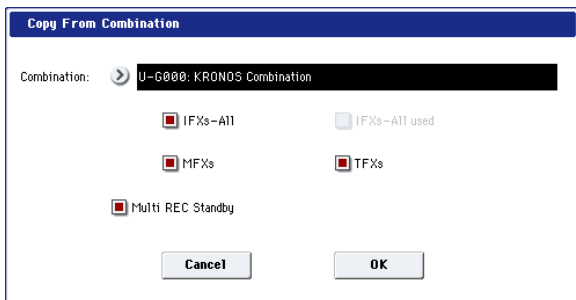 Copy From Combination
Combination: U-G000: KRONOS Combination
IFXs-All IFXs-All used
MFXs TFXs
Multi REC Standby
Cancel OK